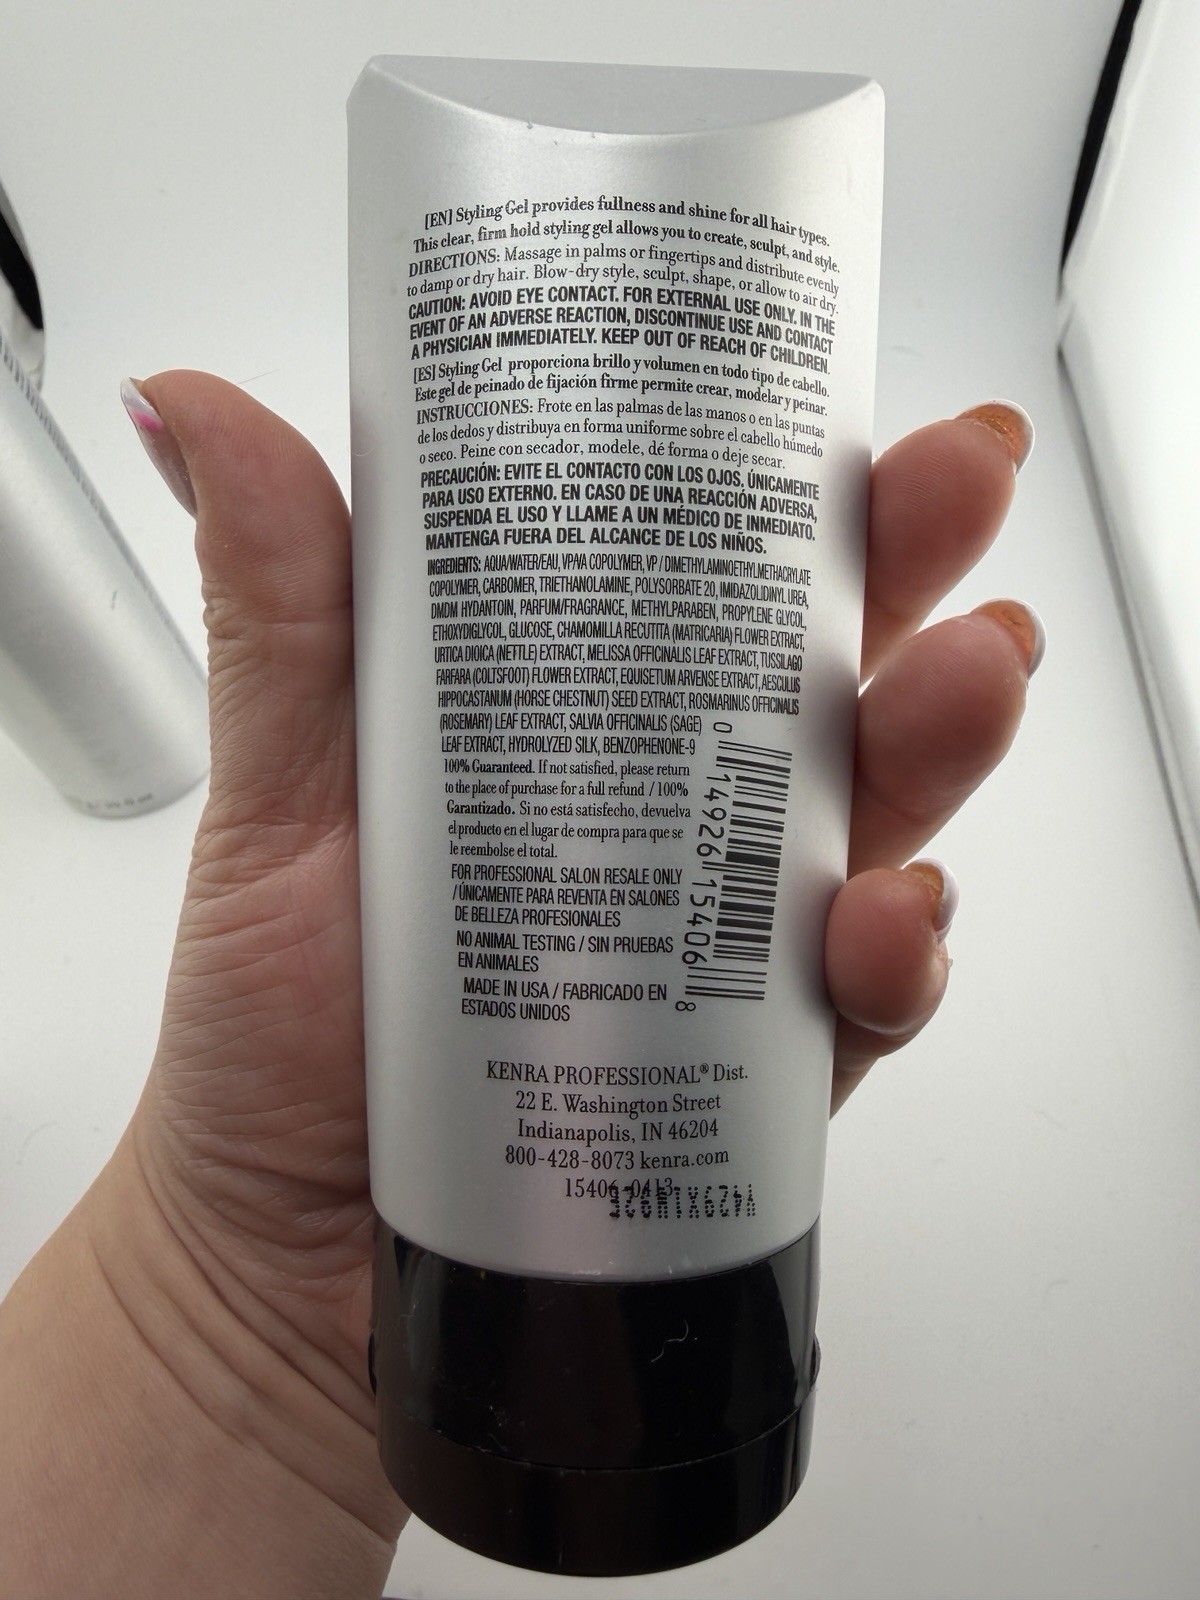 [EN] Styling Gel provides fullness and shine for all hair types.
This clear, firm hold styling gel allows you to create, sculpt, and style.
DIRECTIONS: Massage in palms or fingertips and distribute evenly
to damp or dry hair. Blow-dry style, sculpt, shape, or allow to air dry.
CAUTION: AVOID EYE CONTACT. FOR EXTERNAL USE ONLY. IN THE
EVENT OF AN ADVERSE REACTION, DISCONTINUE USE AND CONTACT
A PHYSICIAN IMMEDIATELY. KEEP OUT OF REACH OF CHILDREN.
[ES] Styling Gel proporciona brillo y volumen en todo tipo de cabello.
Este gel de peinado de fijación firme permite crear, modelar y peinar.
INSTRUCCIONES: Frote en las palmas de las manos o en las puntas
de los dedos y distribuya en forma uniforme sobre el cabello húmedo
o seco. Peine con secador, modele, dé forma o deje secar.
PRECAUCIÓN: EVITE EL CONTACTO CON LOS OJOS, ÚNICAMENTE
PARA USO EXTERNO. EN CASO DE UNA REACCIÓN ADVERSA,
SUSPENDA EL USO Y LLAME A UN MÉDICO DE INMEDIATO.
MANTENGA FUERA DEL ALCANCE DE LOS NIÑOS.
INGREDIENTS: AQUA/WATER/EAU, VP/VA COPOLYMER, VP / DIMETHYLAMINOETHYLMETHACRYLATE
COPOLYMER, CARBOMER, TRIETHANOLAMINE, POLYSORBATE 20, IMIDAZOLIDINYL UREA,
DMDM HYDANTOIN, PARFUM/FRAGRANCE, METHYLPARABEN, PROPYLENE GLYCOL,
ETHOXYDIGLYCOL, GLUCOSE, CHAMOMILLA RECUTITA (MATRICARIA) FLOWER EXTRACT,
URTICA DIOICA (NETTLE) EXTRACT, MELISSA OFFICINALIS LEAF EXTRACT, TUSSILAGO
FARFARA (COLTSFOOT) FLOWER EXTRACT, EQUISETUM ARVENSE EXTRACT, AESCULUS
HIPPOCASTANUM (HORSE CHESTNUT) SEED EXTRACT, ROSMARINUS OFFICINALIS
(ROSEMARY) LEAF EXTRACT, SALVIA OFFICINALIS (SAGE)
LEAF EXTRACT, HYDROLYZED SILK, BENZOPHENONE-9
100% Guaranteed. If not satisfied, please return
to the place of purchase for a full refund / 100%
Garantizado. Si no está satisfecho, devuelva
el producto en el lugar de compra para que se
le reembolse el total.
FOR PROFESSIONAL SALON RESALE ONLY
/ ÚNICAMENTE PARA REVENTA EN SALONES
DE BELLEZA PROFESIONALES
NO ANIMAL TESTING / SIN PRUEBAS
EN ANIMALES
MADE IN USA / FABRICADO EN
ESTADOS UNIDOS
0 14926 15406 8
KENRA PROFESSIONAL® Dist.
22 E. Washington Street
Indianapolis, IN 46204
800-428-8073 kenra.com
15406-0413